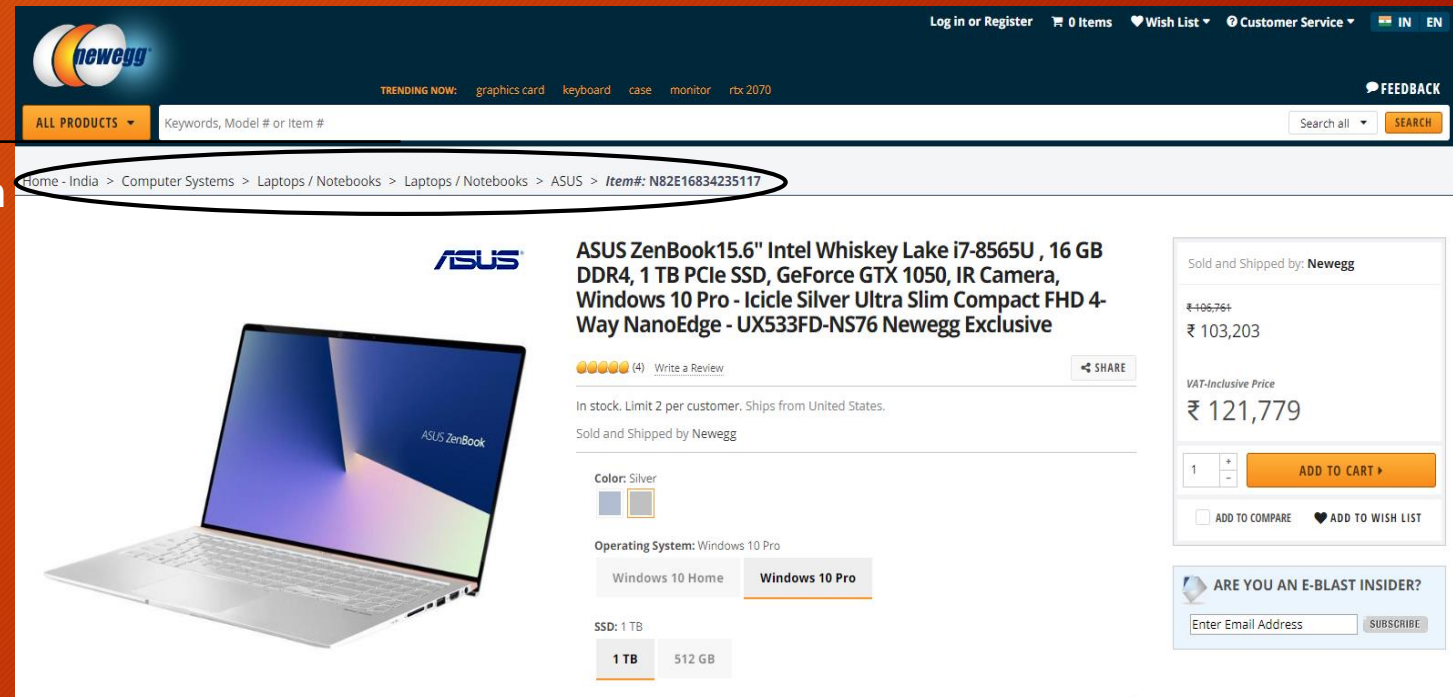 Log in or Register 0 Items Wish List Customer Service IN EN
newegg
TRENDING NOW: graphics card keyboard case monitor rtx 2070
FEEDBACK
ALL PRODUCTS Keywords, Model # or Item # Search all SEARCH
Home - India > Computer Systems > Laptops / Notebooks > Laptops / Notebooks > ASUS > Item#: N82E16834235117
n
ASUS
ASUS ZenBook15.6" Intel Whiskey Lake i7-8565U , 16 GB
DDR4, 1 TB PCIe SSD, GeForce GTX 1050, IR Camera,
Windows 10 Pro - Icicle Silver Ultra Slim Compact FHD 4-
Way NanoEdge - UX533FD-NS76 Newegg Exclusive
(4) Write a Review SHARE
In stock. Limit 2 per customer. Ships from United States.
Sold and Shipped by Newegg
ASUS ZenBook
Color: Silver
Operating System: Windows 10 Pro
Windows 10 Home Windows 10 Pro
SSD: 1 TB
1 TB 512 GB
Sold and Shipped by: Newegg
₹ 106,761
₹ 103,203
VAT-Inclusive Price
₹ 121,779
1 + - ADD TO CART
ADD TO COMPARE ADD TO WISH LIST
ARE YOU AN E-BLAST INSIDER?
Enter Email Address SUBSCRIBE